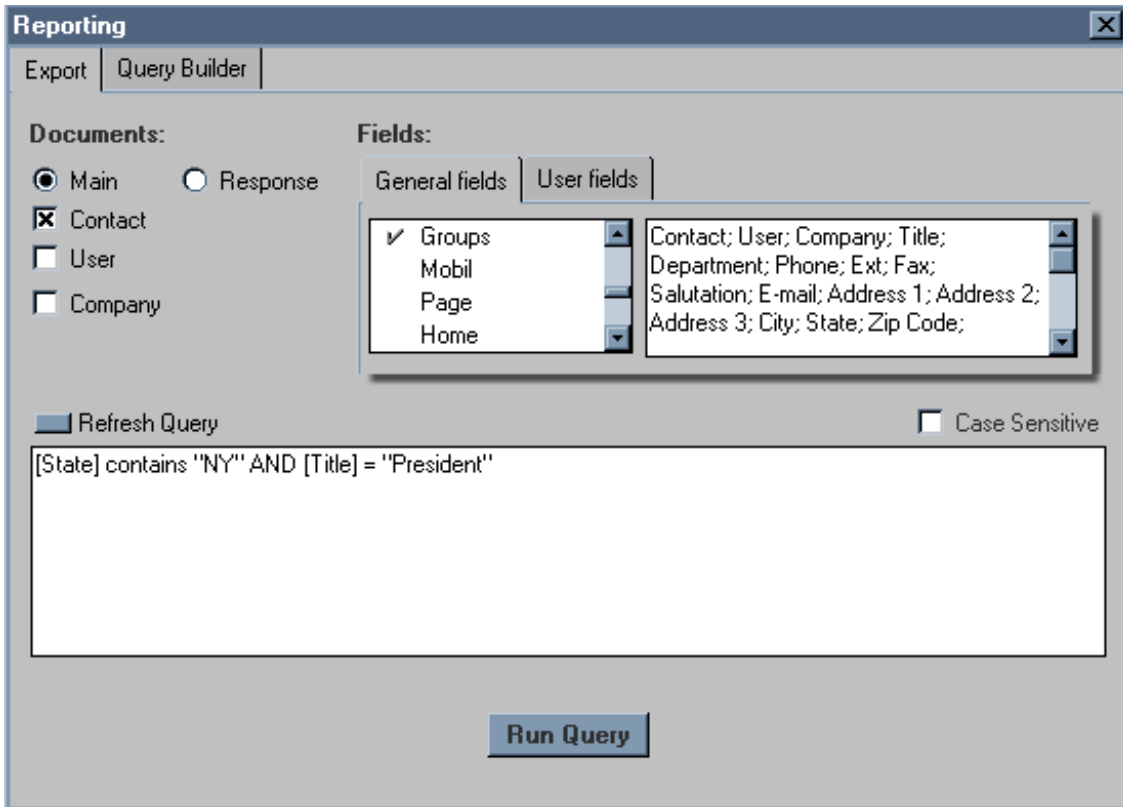 Reporting
Export Query Builder
Documents: Fields:
Main Response General fields User fields
Contact
User
Company
Groups
Mobil
Page
Home
Contact; User; Company; Title;
Department; Phone; Ext; Fax;
Salutation; E-mail; Address 1; Address 2;
Address 3; City; State; Zip Code;
Refresh Query Case Sensitive
[State] contains "NY" AND [Title] = "President"
Run Query